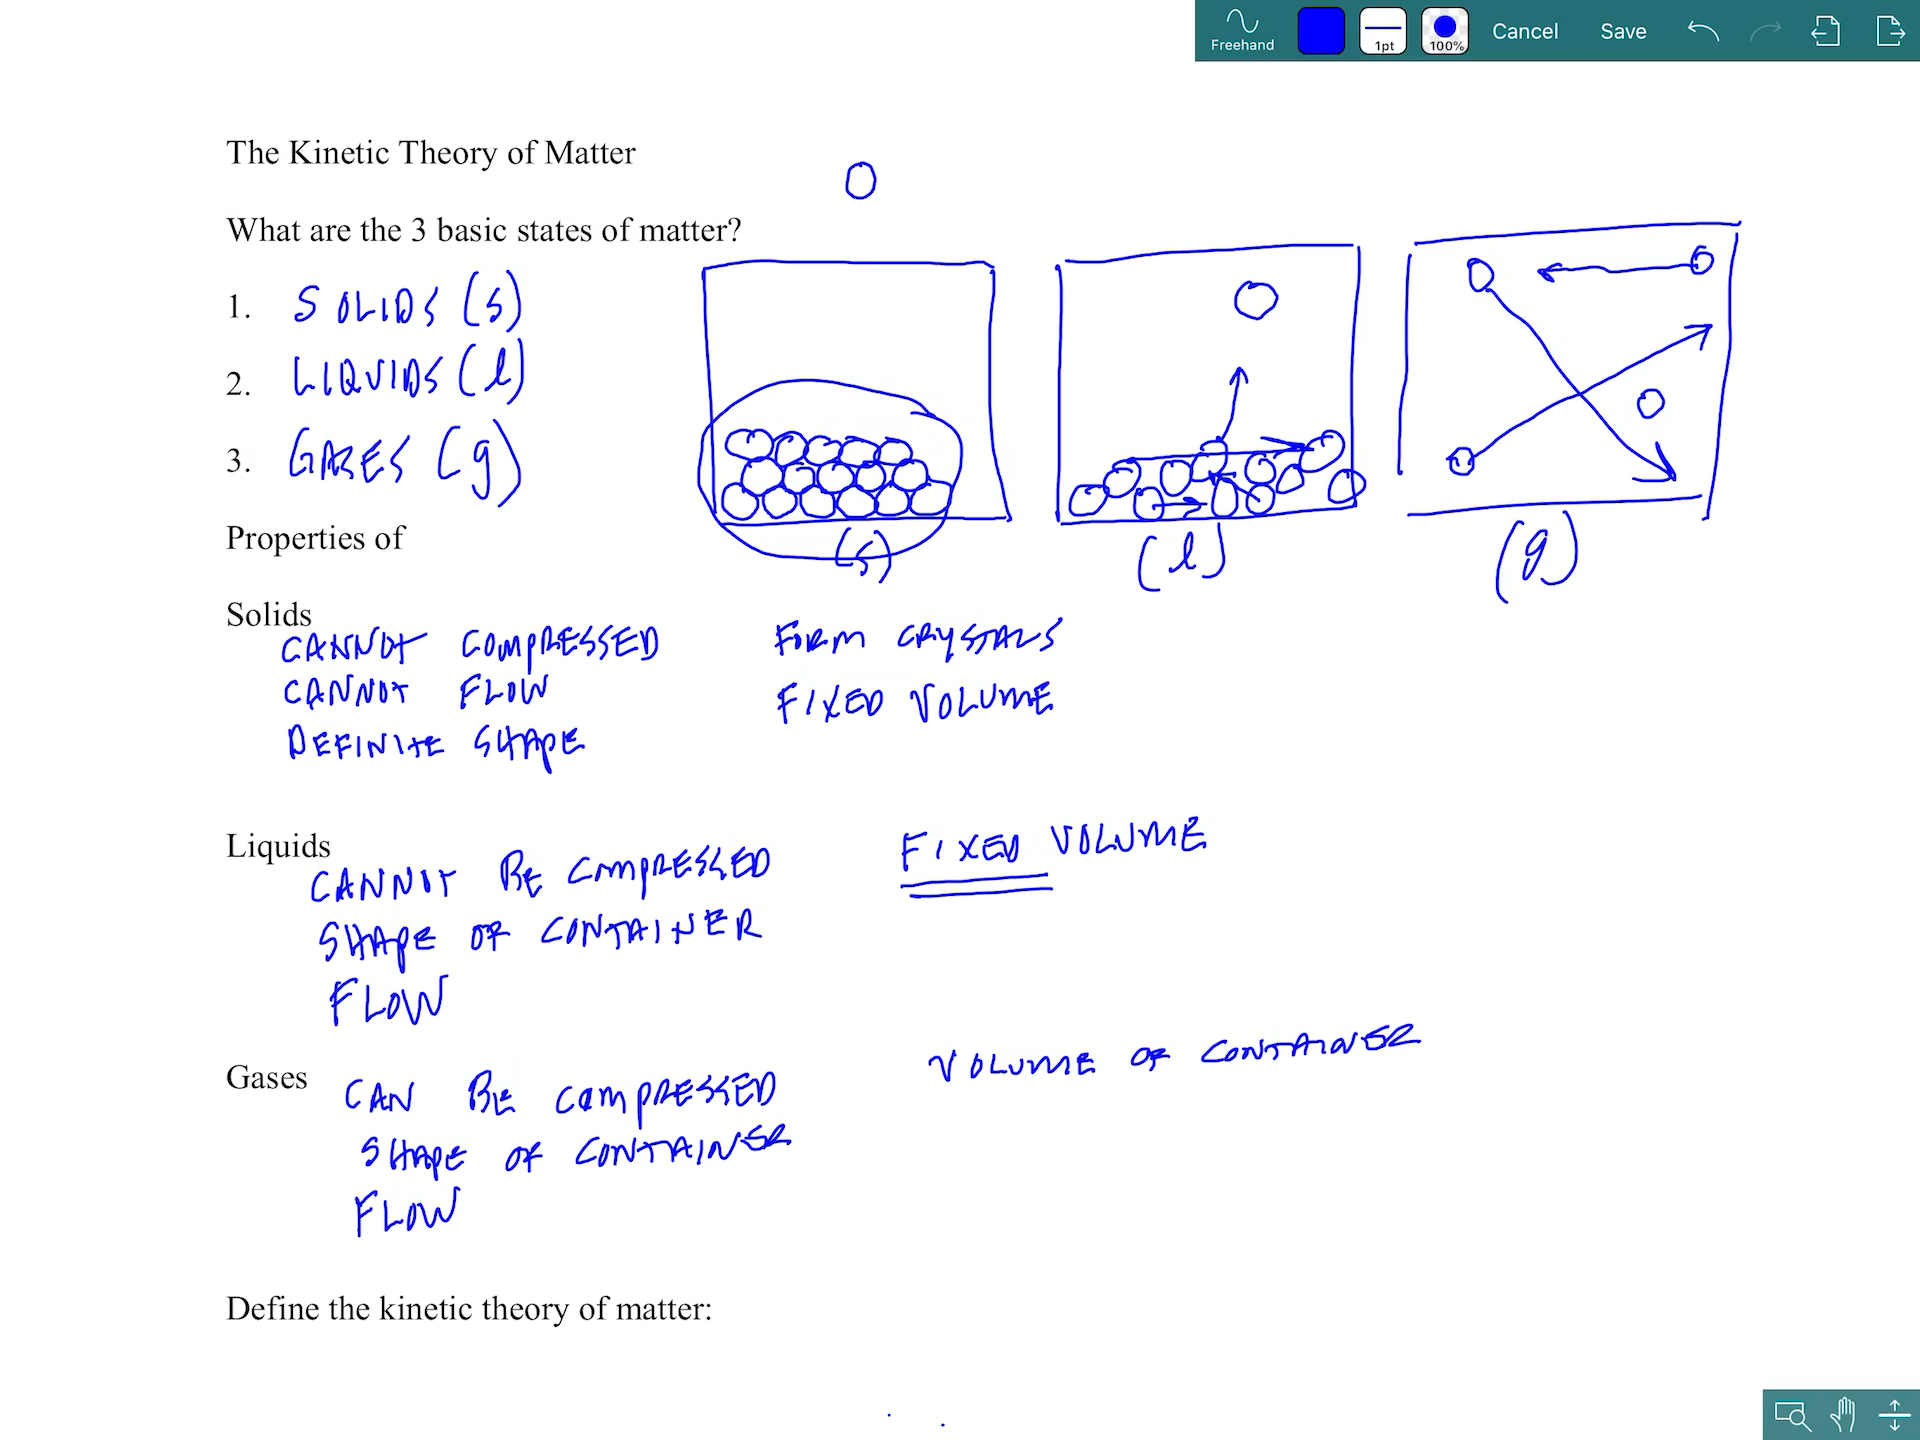 Freehand 1pt 100% Cancel Save
The Kinetic Theory of Matter
What are the 3 basic states of matter?
1. SOLIDS (s)
2. LIQUIDS (l)
3. GASES (g)
(s) (l) (g)
Properties of
Solids
CANNOT COMPRESSED FORM CRYSTALS
CANNOT FLOW FIXED VOLUME
DEFINITE SHAPE
Liquids
CANNOT BE COMPRESSED FIXED VOLUME
SHAPE OF CONTAINER
FLOW
Gases
CAN BE COMPRESSED VOLUME OF CONTAINER
SHAPE OF CONTAINER
FLOW
Define the kinetic theory of matter: